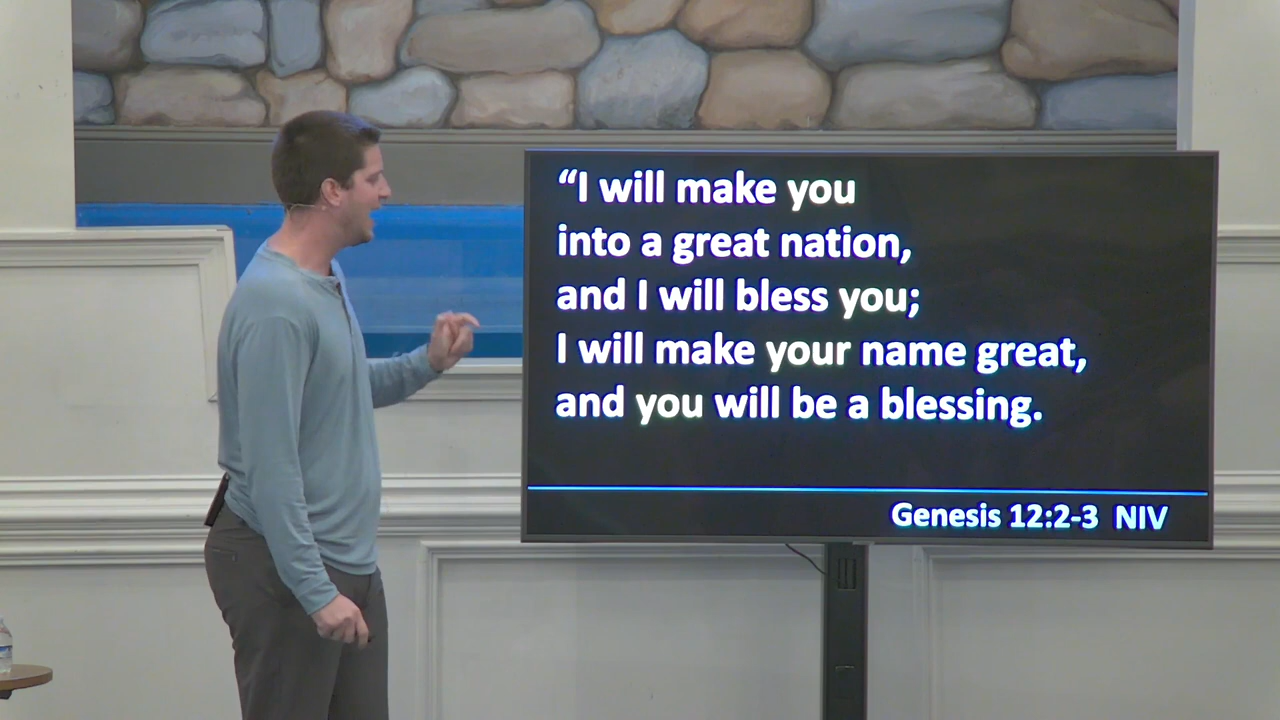 “I will make you
into a great nation,
and I will bless you;
I will make your name great,
and you will be a blessing.
Genesis 12:2-3 NIV